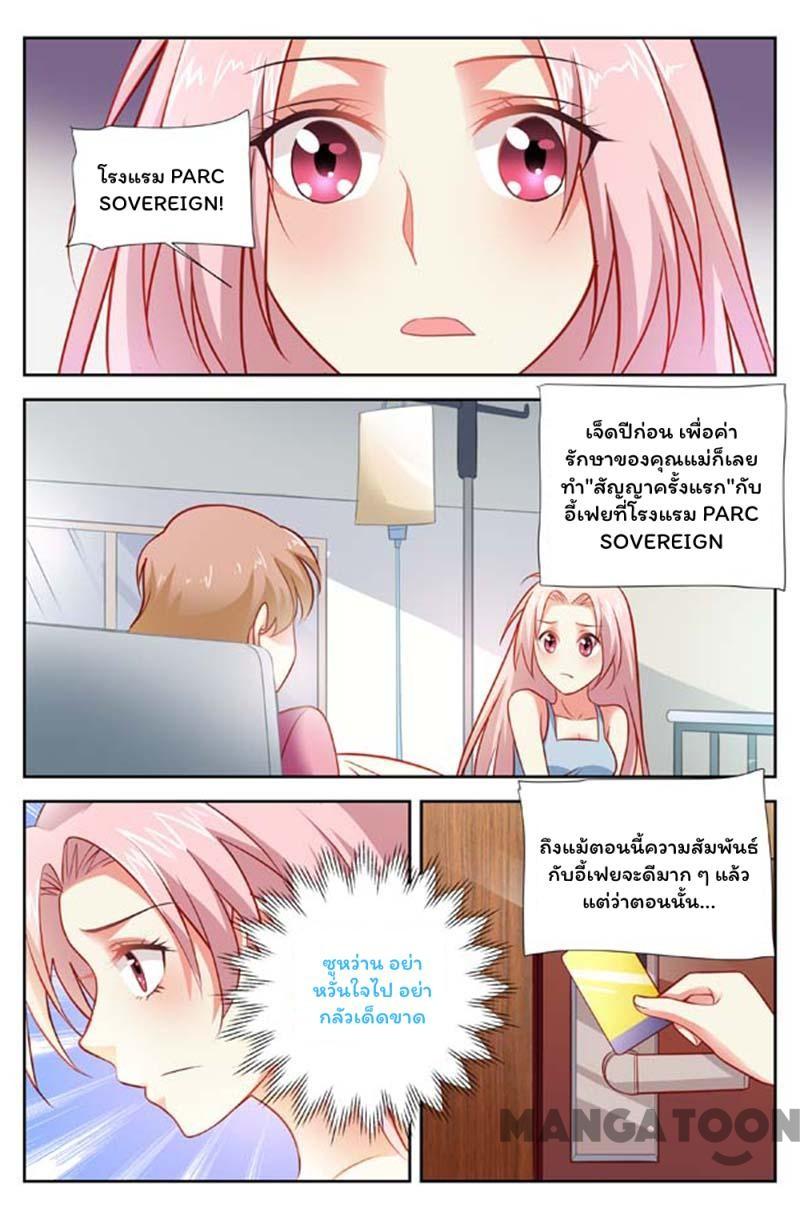 โรงแรม PARC
SOVEREIGN!
เจ็ดปีก่อน เพื่อค่า
รักษาของคุณแม่ก็เลย
ทำ"สัญญาครั้งแรก"กับ
อี้เฟยที่โรงแรม PARC
SOVEREIGN
ถึงแม้ตอนนี้ความสัมพันธ์
กับอี้เฟยจะดีมาก ๆ แล้ว
แต่ว่าตอนนั้น...
ซูหว่าน อย่า
หวั่นใจไป อย่า
กลัวเด็ดขาด
MANGATOON